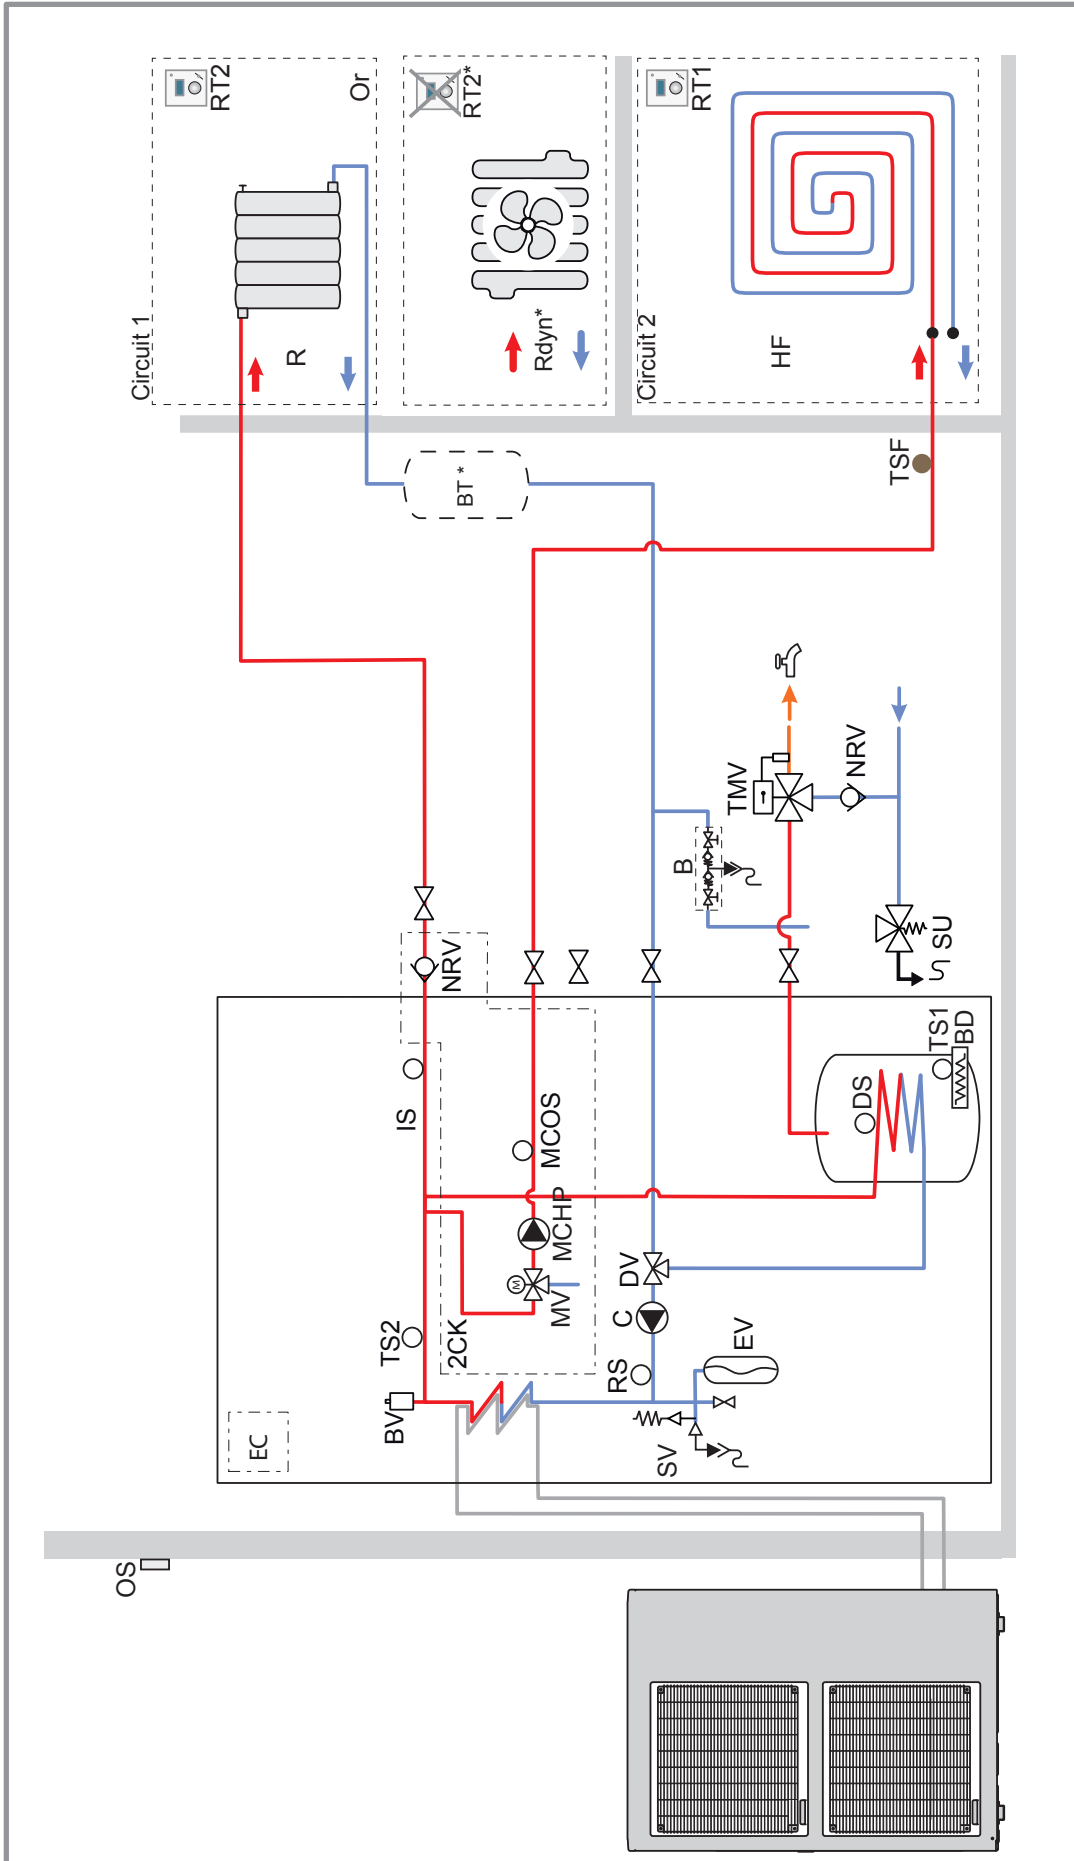 Circuit 1
RT2
Or
R
RT2*
Rdyn*
Circuit 2
RT1
HF
BT *
TSF
TMV
NRV
B
SU
NRV
IS
MCOS
MCHP
MV
M
2CK
TS2
BV
EC
DV
C
RS
EV
SV
DS
TS1
BD
OS